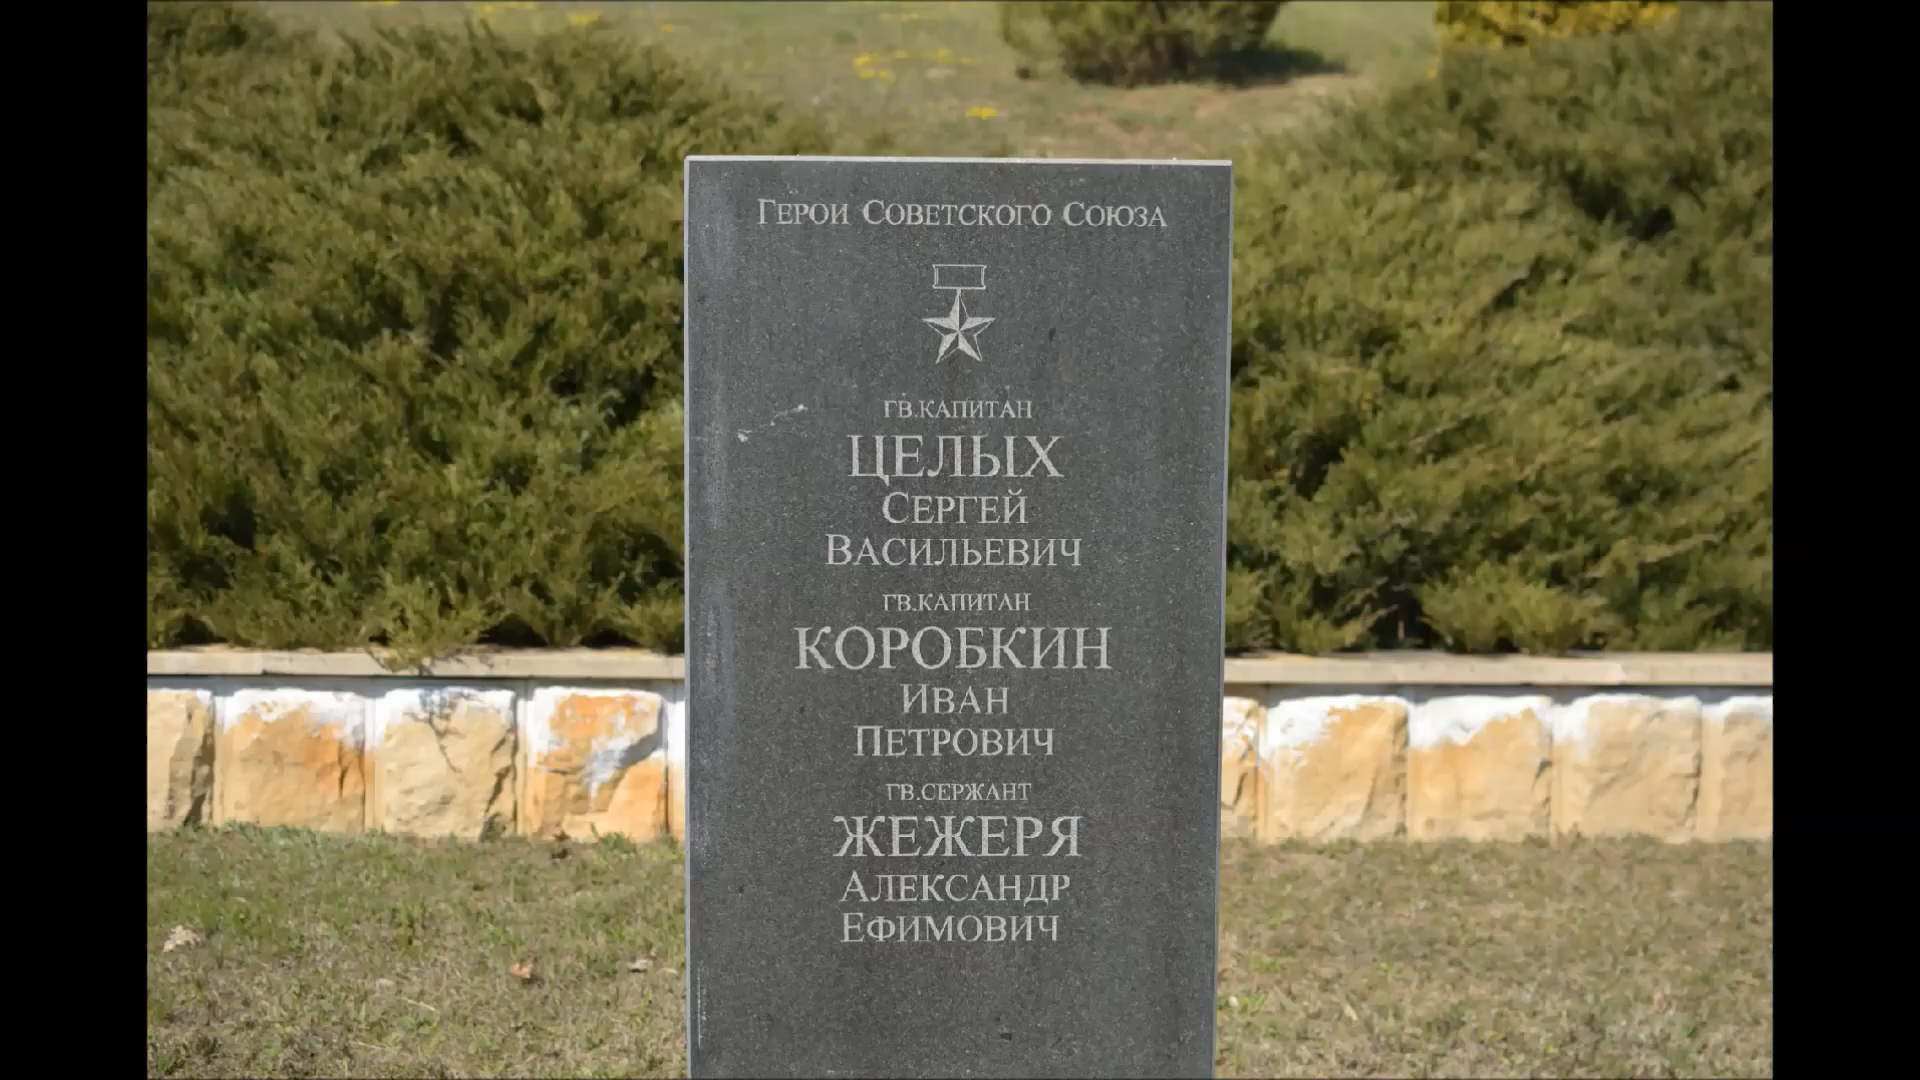 Герои Советского Союза
ГВ.КАПИТАН
ЦЕЛЫХ
СЕРГЕЙ
ВАСИЛЬЕВИЧ
ГВ.КАПИТАН
КОРОБКИН
ИВАН
ПЕТРОВИЧ
ГВ.СЕРЖАНТ
ЖЕЖЕРЯ
АЛЕКСАНДР
ЕФИМОВИЧ